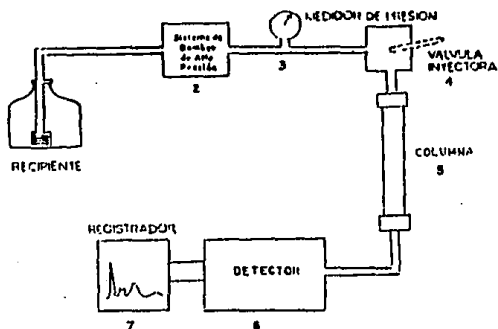 RECIPIENTE
Sistema de
Bombeo
de Alta
Presión
2
MEDIDOR DE PRESION
3
VALVULA
INYECTORA
4
COLUMNA
5
DETECTOR
6
REGISTRADOR
7